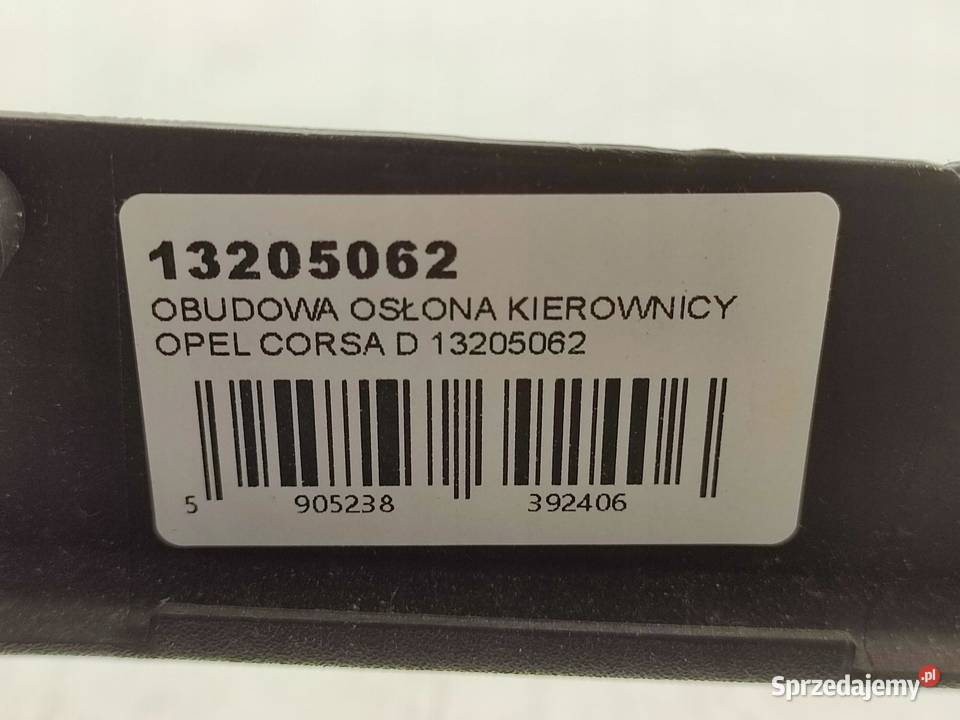 13205062
OBUDOWA OSŁONA KIEROWNICY
OPEL CORSA D 13205062
5 905238 392406
Sprzedajemy.pl